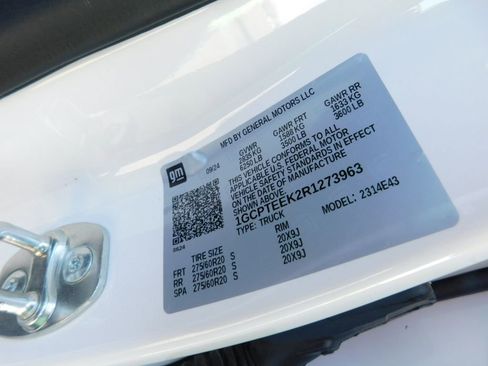 MFD BY GENERAL MOTORS LLC
gm 09/24 GVWR GAWR FRT GAWR RR
2835 KG 1588 KG 1633 KG
6250 LB 3500 LB 3600 LB
THIS VEHICLE CONFORMS TO ALL
APPLICABLE U.S. FEDERAL MOTOR
VEHICLE SAFETY STANDARDS IN EFFECT
ON THE DATE OF MANUFACTURE
SHOWN ABOVE.
1GCPTEEK2R1273963
TYPE: TRUCK MODEL: 2314E43
TIRE SIZE RIM
FRT 275/60R20 S 20X9J
RR 275/60R20 S 20X9J
SPA 275/60R20 S 20X9J